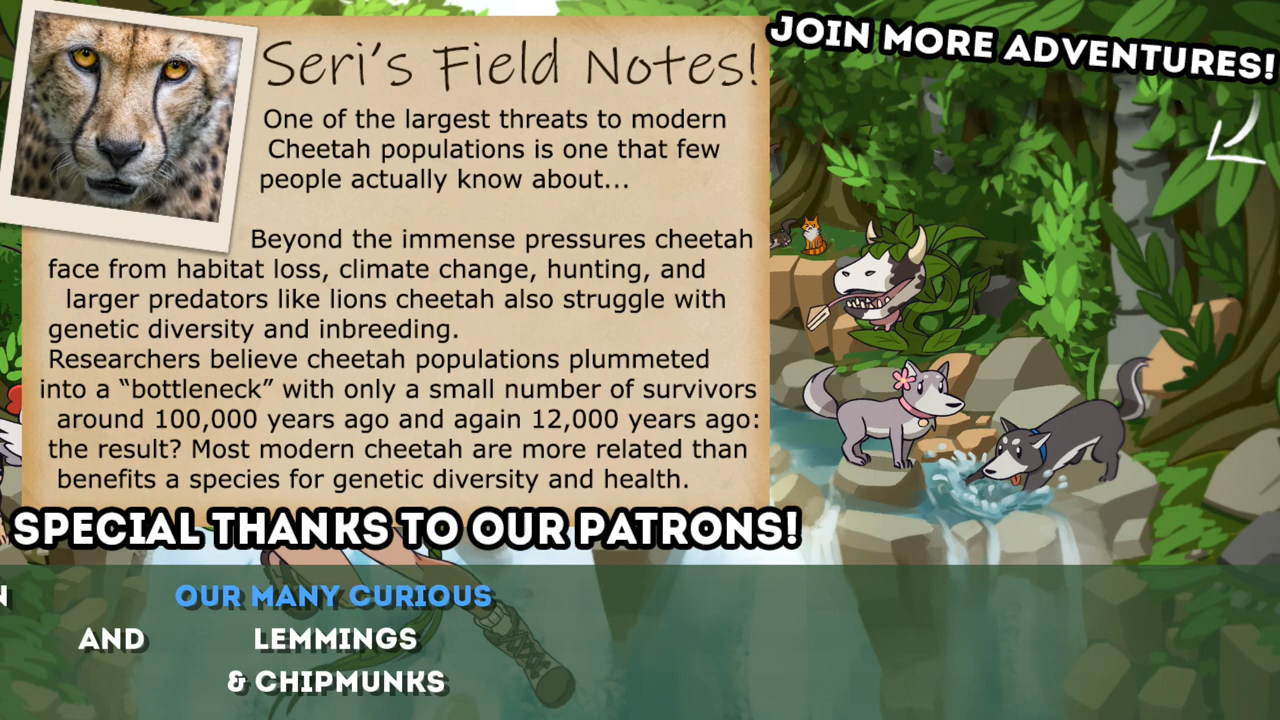 Seri's Field Notes!
One of the largest threats to modern
Cheetah populations is one that few
people actually know about...
Beyond the immense pressures cheetah
face from habitat loss, climate change, hunting, and
larger predators like lions cheetah also struggle with
genetic diversity and inbreeding.
Researchers believe cheetah populations plummeted
into a “bottleneck” with only a small number of survivors
around 100,000 years ago and again 12,000 years ago:
the result? Most modern cheetah are more related than
benefits a species for genetic diversity and health.
JOIN MORE ADVENTURES!
SPECIAL THANKS TO OUR PATRONS!
N OUR MANY CURIOUS
AND LEMMINGS
& CHIPMUNKS